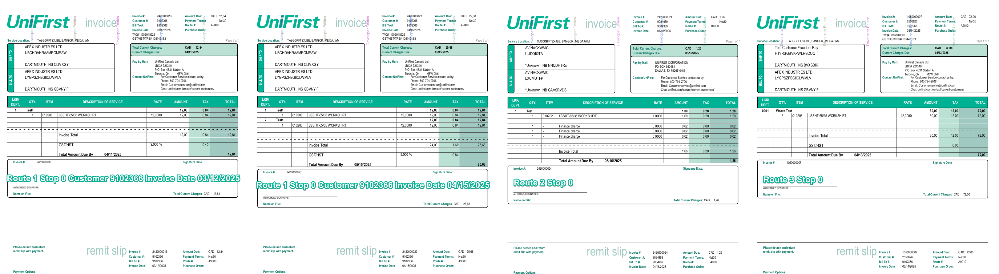 UniFirst invoice
Invoice #: 2420000016 Amount Due: CAD 12,84
Customer #: 9102366 Payment Terms: Net30
Bill To #: 9102366 Route #: A9000
Invoice Date: 03/12/2025 Purchase Order:
TVQ# 1002948326
GST/HST/TPS# 105445183
Developer Edition
Developer Edition
Developer Edition
Service Location: ITASGGFFTZXJBE, BANGOR, ME DAJWM
Page 1 of 1
SHIP TO
APEX INDUSTRIES LTD.
UBCHDVHRAAMEQMEAW
DARTMOUTH, NS OLIVXGY
BILL TO
APEX INDUSTRIES LTD.
LYGPSZFBGIICLWMLV
DARTMOUTH, NS GBVNYIF
Total Current Charges: CAD 12,84
Current Charges Due: 04/11/2025
Pay by Mail: UniFirst Canada Ltd.
LBX # 921340
P.O. Box 4631 Station A
Toronto, ON M5W 0N6
Contact UniFirst: For Customer Service contact us by:
Phone: 800-794-2706
Email: Customerservice@unifirst.com
Chat: unifirst.com/contact/current-customers/
LKR/ DEPT. QTY. ITEM DESCRIPTION OF SERVICE RATE AMOUNT TAX TOTAL
1 Testt 12,00 0,84 12,84
1 010208 LSSHT-65/35 WORKSHIRT 12,0000 12,00 0,84 12,84
Invoice Total 12,00 0,84 12,84
GST/HST 9,000 % 0,42
Total Amount Due By 04/11/2025 12,84
Invoice #: 2420000016 Signature Date:
Route 1 Stop 0 Customer 9102366 Invoice Date 03/12/2025
AUTHORIZED SIGNATURE
Name on File: Total Current Charges: CAD 12,84
Please detach and return
remit slip with payment.
remit slip
Invoice #: 2420000016 Amount Due: CAD 12,84
Customer #: 9102366 Payment Terms: Net30
Bill To #: 9102366 Route #: A9000
Invoice Date: 03/12/2025 Purchase Order:
Payment Options:
UniFirst invoice
Invoice #: 2420000023 Amount Due: CAD 25,68
Customer #: 9102366 Payment Terms: Net30
Bill To #: 9102366 Route #: A9000
Invoice Date: 04/15/2025 Purchase Order:
TVQ# 1002948326
GST/HST/TPS# 105445183
Developer Edition
Developer Edition
Developer Edition
Service Location: ITASGGFFTZXJBE, BANGOR, ME DAJWM
Page 1 of 1
SHIP TO
APEX INDUSTRIES LTD.
UBCHDVHRAAMEQMEAW
DARTMOUTH, NS OLIVXGY
BILL TO
APEX INDUSTRIES LTD.
LYGPSZFBGIICLWMLV
DARTMOUTH, NS GBVNYIF
Total Current Charges: CAD 25,68
Current Charges Due: 05/15/2025
Pay by Mail: UniFirst Canada Ltd.
LBX # 921340
P.O. Box 4631 Station A
Toronto, ON M5W 0N6
Contact UniFirst: For Customer Service contact us by:
Phone: 800-794-2706
Email: Customerservice@unifirst.com
Chat: unifirst.com/contact/current-customers/
LKR/ DEPT. QTY. ITEM DESCRIPTION OF SERVICE RATE AMOUNT TAX TOTAL
1 Testt 12,00 0,84 12,84
1 010208 LSSHT-65/35 WORKSHIRT 12,0000 12,00 0,84 12,84
2 Testt 12,00 0,84 12,84
1 010208 LSSHT-65/35 WORKSHIRT 12,0000 12,00 0,84 12,84
Invoice Total 24,00 1,68 25,68
GST/HST 9,000 % 0,84
Total Amount Due By 05/15/2025 25,68
Invoice #: 2420000023 Signature Date:
Route 1 Stop 0 Customer 9102366 Invoice Date 04/15/2025
AUTHORIZED SIGNATURE
Name on File: Total Current Charges: CAD 25,68
Please detach and return
remit slip with payment.
remit slip
Invoice #: 2420000023 Amount Due: CAD 25,68
Customer #: 9102366 Payment Terms: Net30
Bill To #: 9102366 Route #: A9000
Invoice Date: 04/15/2025 Purchase Order:
Payment Options:
UniFirst invoice
Invoice #: 2420000024 Amount Due: CAD 1,26
Customer #: 9084969 Payment Terms: Net30
Bill To #: 9084969 Route #: B4000
Invoice Date: 04/16/2025 Purchase Order:
Developer Edition
Developer Edition
Developer Edition
Service Location: ITASGGFFTZXJBE, BANGOR, ME DAJWM
Page 1 of 1
SHIP TO
AV NACKAWIC
UUDQIQTA
*Unknown, NB NNQDHTRE
BILL TO
AV NACKAWIC
LXUMUTFP
*Unknown, NB GAVSRVDS
Total Current Charges: CAD 1,26
Current Charges Due: 05/16/2025
Pay by Mail: UNIFIRST CORPORATION
PO BOX 650481
DALLAS, TX 75265-0481
Contact UniFirst: For Customer Service contact us by:
Phone: 800-794-2706
Email: Customerservice@unifirst.com
Chat: unifirst.com/contact/current-customers/
LKR/ DEPT. QTY. ITEM DESCRIPTION OF SERVICE RATE AMOUNT TAX TOTAL
1 Test 1,00 0,20 1,20
1 010202 LSSHT-65/35 WORKSHIRT 1,0000 1,00 0,20 1,20
1 - Finance charge 0,0000 0,02 0,00 0,02
1 - Finance charge 0,0000 0,02 0,00 0,02
1 - Finance charge 0,0000 0,02 0,00 0,02
Invoice Total 1,06 0,20 1,26
Total Amount Due By 05/16/2025 1,26
Invoice #: 2420000024 Signature Date:
Route 2 Stop 0
AUTHORIZED SIGNATURE
Name on File: Total Current Charges: CAD 1,26
Please detach and return
remit slip with payment.
remit slip
Invoice #: 2420000024 Amount Due: CAD 1,26
Customer #: 9084969 Payment Terms: Net30
Bill To #: 9084969 Route #: B4000
Invoice Date: 04/16/2025 Purchase Order:
Payment Options:
UniFirst invoice
Invoice #: 1050000007 Amount Due: CAD 72,00
Customer #: 2556826 Payment Terms: Net30
Bill To #: 9102366 Route #: A9010
Invoice Date: 03/14/2025 Purchase Order:
TVQ# 1002948326
GST/HST/TPS# 105445183
Developer Edition
Developer Edition
Developer Edition
Service Location: ITASGGFFTZXJBE, BANGOR, ME DAJWM
Page 1 of 1
SHIP TO
Test Customer Freedom Pay
HTYRSGBVKPWLRSOOQ
DARTMOUTH, NS BVXSBIK
BILL TO
APEX INDUSTRIES LTD.
LYGPSZFBGIICLWMLV
DARTMOUTH, NS GBVNYIF
Total Current Charges: CAD 72,00
Current Charges Due: 04/13/2025
Pay by Mail: UniFirst Canada Ltd.
LBX # 921340
P.O. Box 4631 Station A
Toronto, ON M5W 0N6
Contact UniFirst: For Customer Service contact us by:
Phone: 800-794-2706
Email: Customerservice@unifirst.com
Chat: unifirst.com/contact/current-customers/
LKR/ DEPT. QTY. ITEM DESCRIPTION OF SERVICE RATE AMOUNT TAX TOTAL
0001 Weare Test 60,00 12,00 72,00
5 010208 LSSHT-65/35 WORKSHIRT 12,0000 60,00 12,00 72,00
Invoice Total 60,00 12,00 72,00
GST/HST 0,00
Total Amount Due By 04/13/2025 72,00
Invoice #: 1050000007 Signature Date:
Route 3 Stop 0
AUTHORIZED SIGNATURE
Name on File: Total Current Charges: CAD 72,00
Please detach and return
remit slip with payment.
remit slip
Invoice #: 1050000007 Amount Due: CAD 72,00
Customer #: 2556826 Payment Terms: Net30
Bill To #: 9102366 Route #: A9010
Invoice Date: 03/14/2025 Purchase Order:
Payment Options: